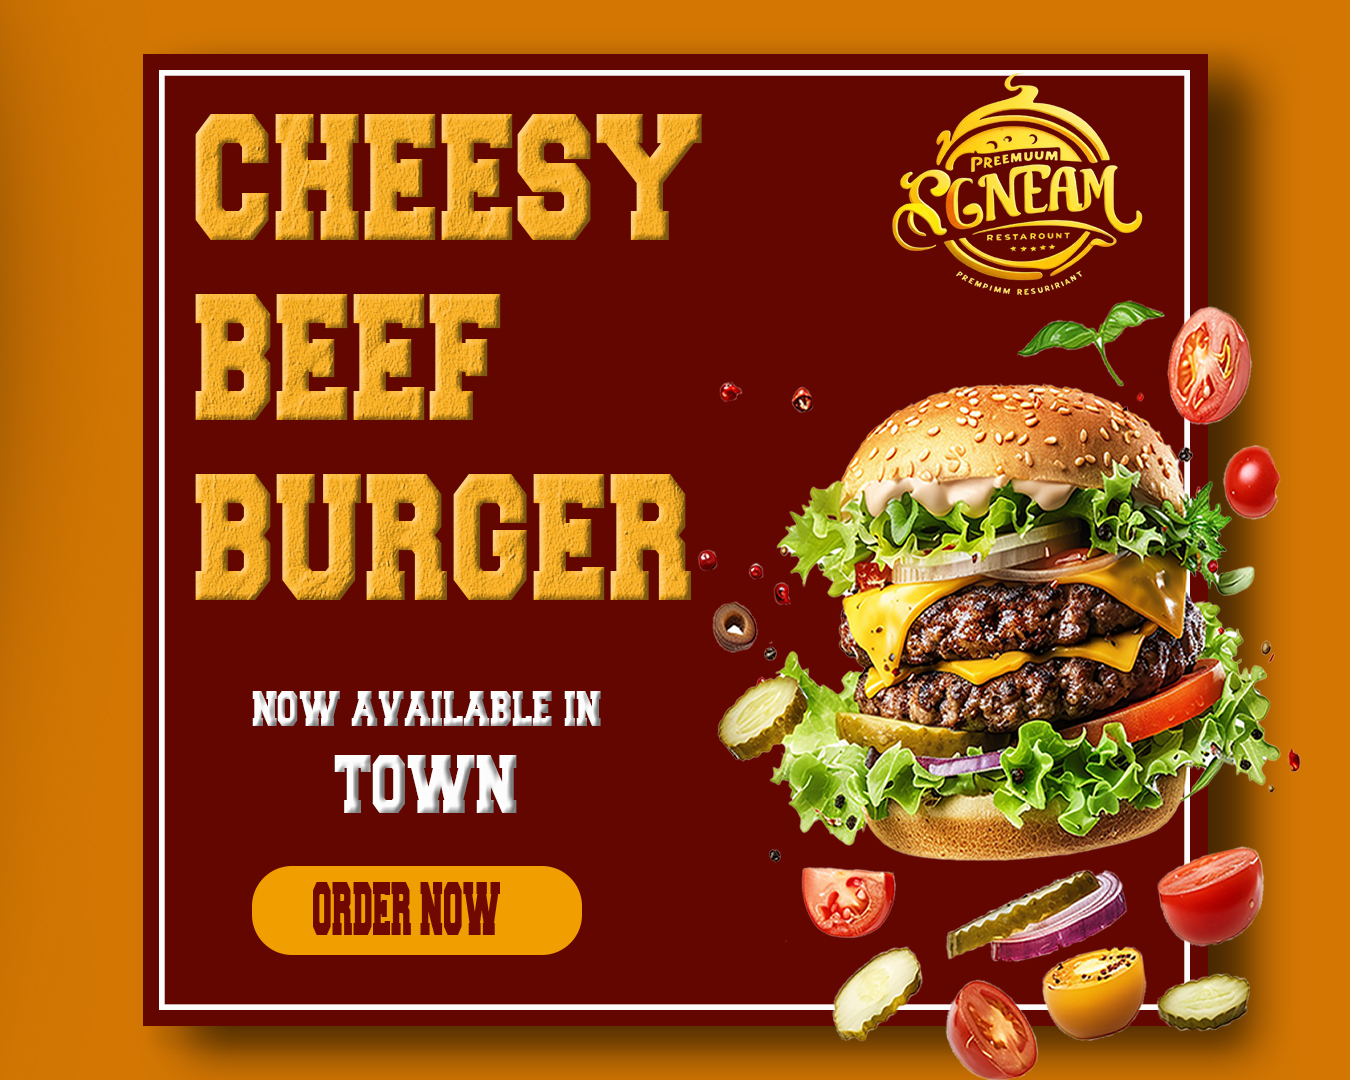 CHEESY
BEEF
BURGER
PREEMUUM
SGNEAM
RESTAROUNT
PREMPIMM RESURIRIANT
NOW AVAILABLE IN
TOWN
ORDER NOW